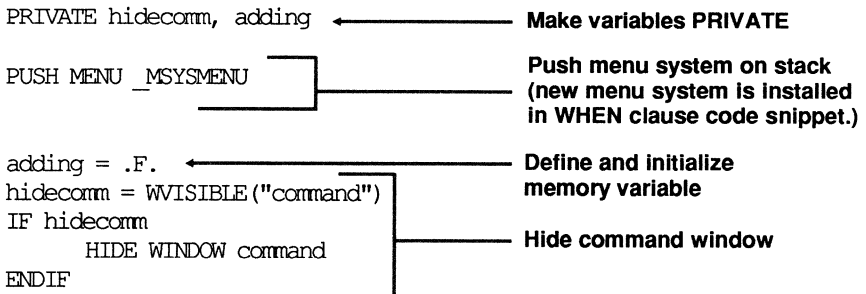 PRIVATE hidecomm, adding
Make variables PRIVATE
PUSH MENU _MSYSMENU
Push menu system on stack
(new menu system is installed
in WHEN clause code snippet.)
adding = .F.
Define and initialize
memory variable
hidecomm = WVISIBLE("command")
IF hidecomm
HIDE WINDOW command
ENDIF
Hide command window